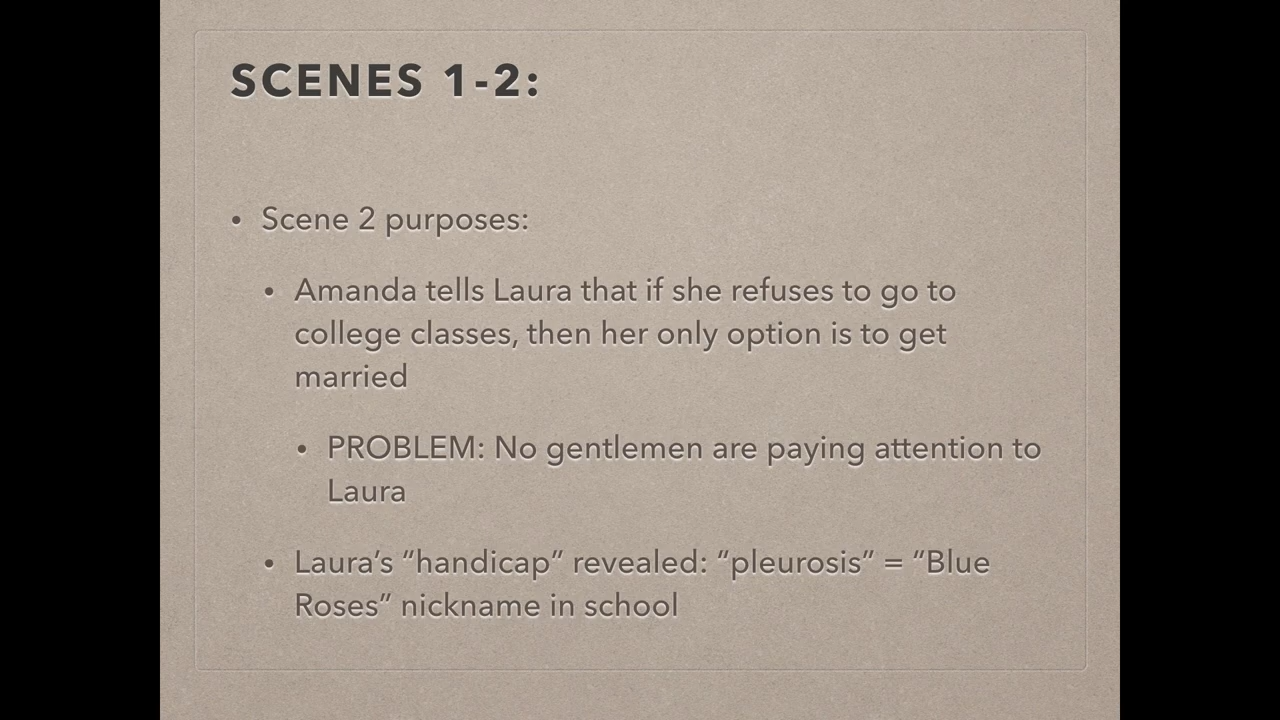 SCENES 1-2:
• Scene 2 purposes:
• Amanda tells Laura that if she refuses to go to
college classes, then her only option is to get
married
• PROBLEM: No gentlemen are paying attention to
Laura
• Laura’s “handicap” revealed: “pleurosis” = “Blue
Roses” nickname in school